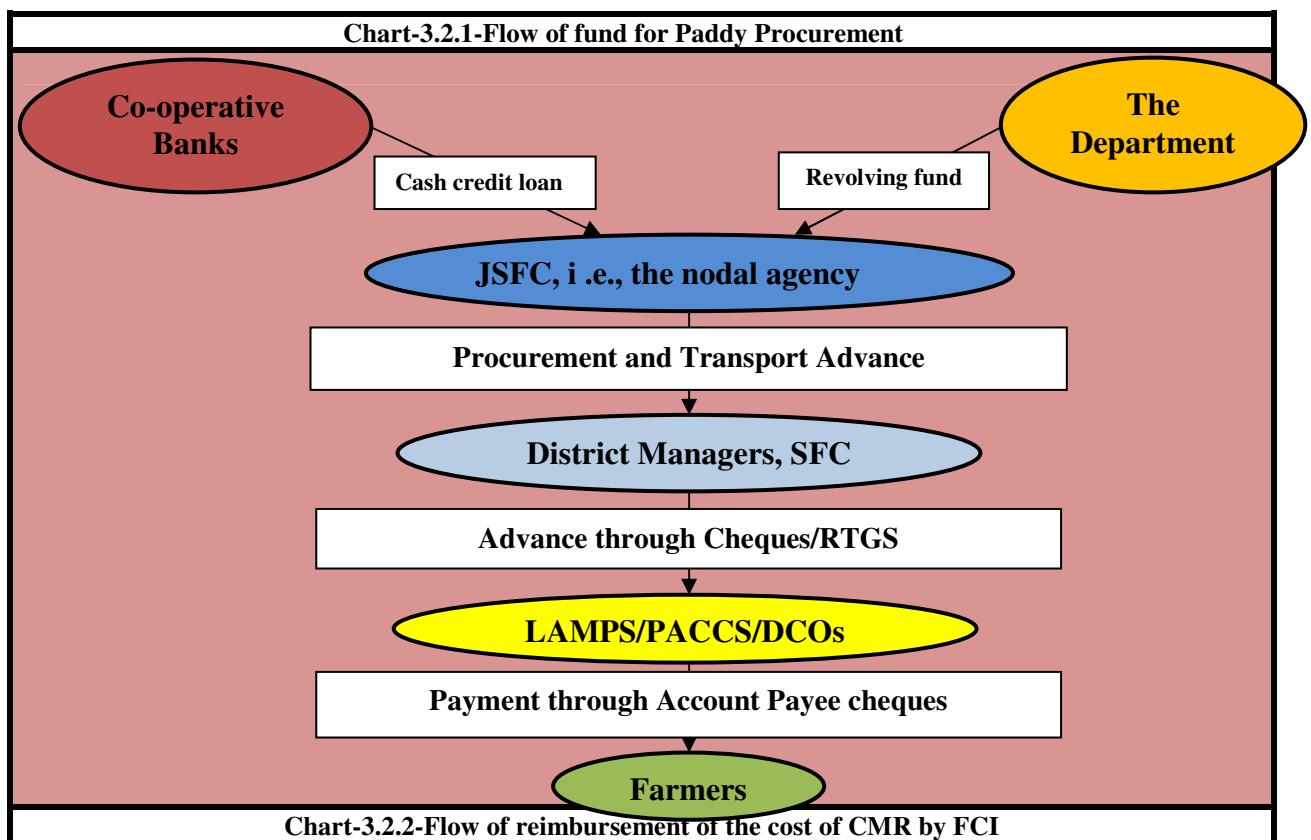 Chart-3.2.1-Flow of fund for Paddy Procurement
Co-operative
Banks
The
Department
Cash credit loan
Revolving fund
JSFC, i .e., the nodal agency
Procurement and Transport Advance
District Managers, SFC
Advance through Cheques/RTGS
LAMPS/PACCS/DCOs
Payment through Account Payee cheques
Farmers
Chart-3.2.2-Flow of reimbursement of the cost of CMR by FCI